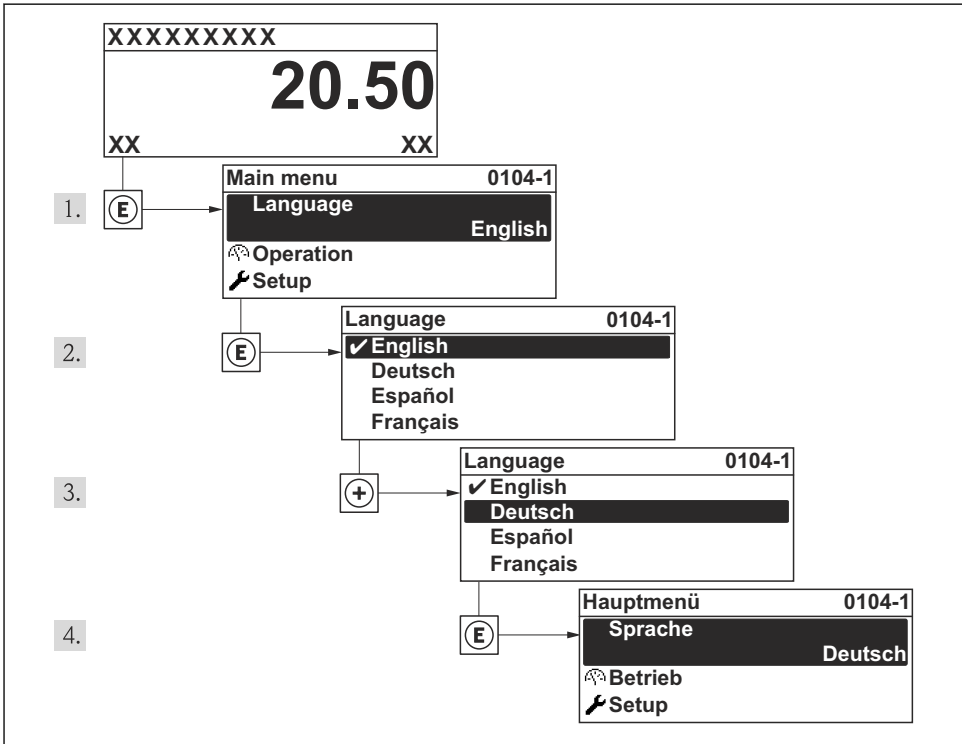 XXXXXXXXX
20.50
XX XX
1. E
Main menu 0104-1
Language
English
Operation
Setup
2. E
Language 0104-1
✔ English
Deutsch
Español
Français
3. +
Language 0104-1
✔ English
Deutsch
Español
Français
4. E
Hauptmenü 0104-1
Sprache
Deutsch
Betrieb
Setup